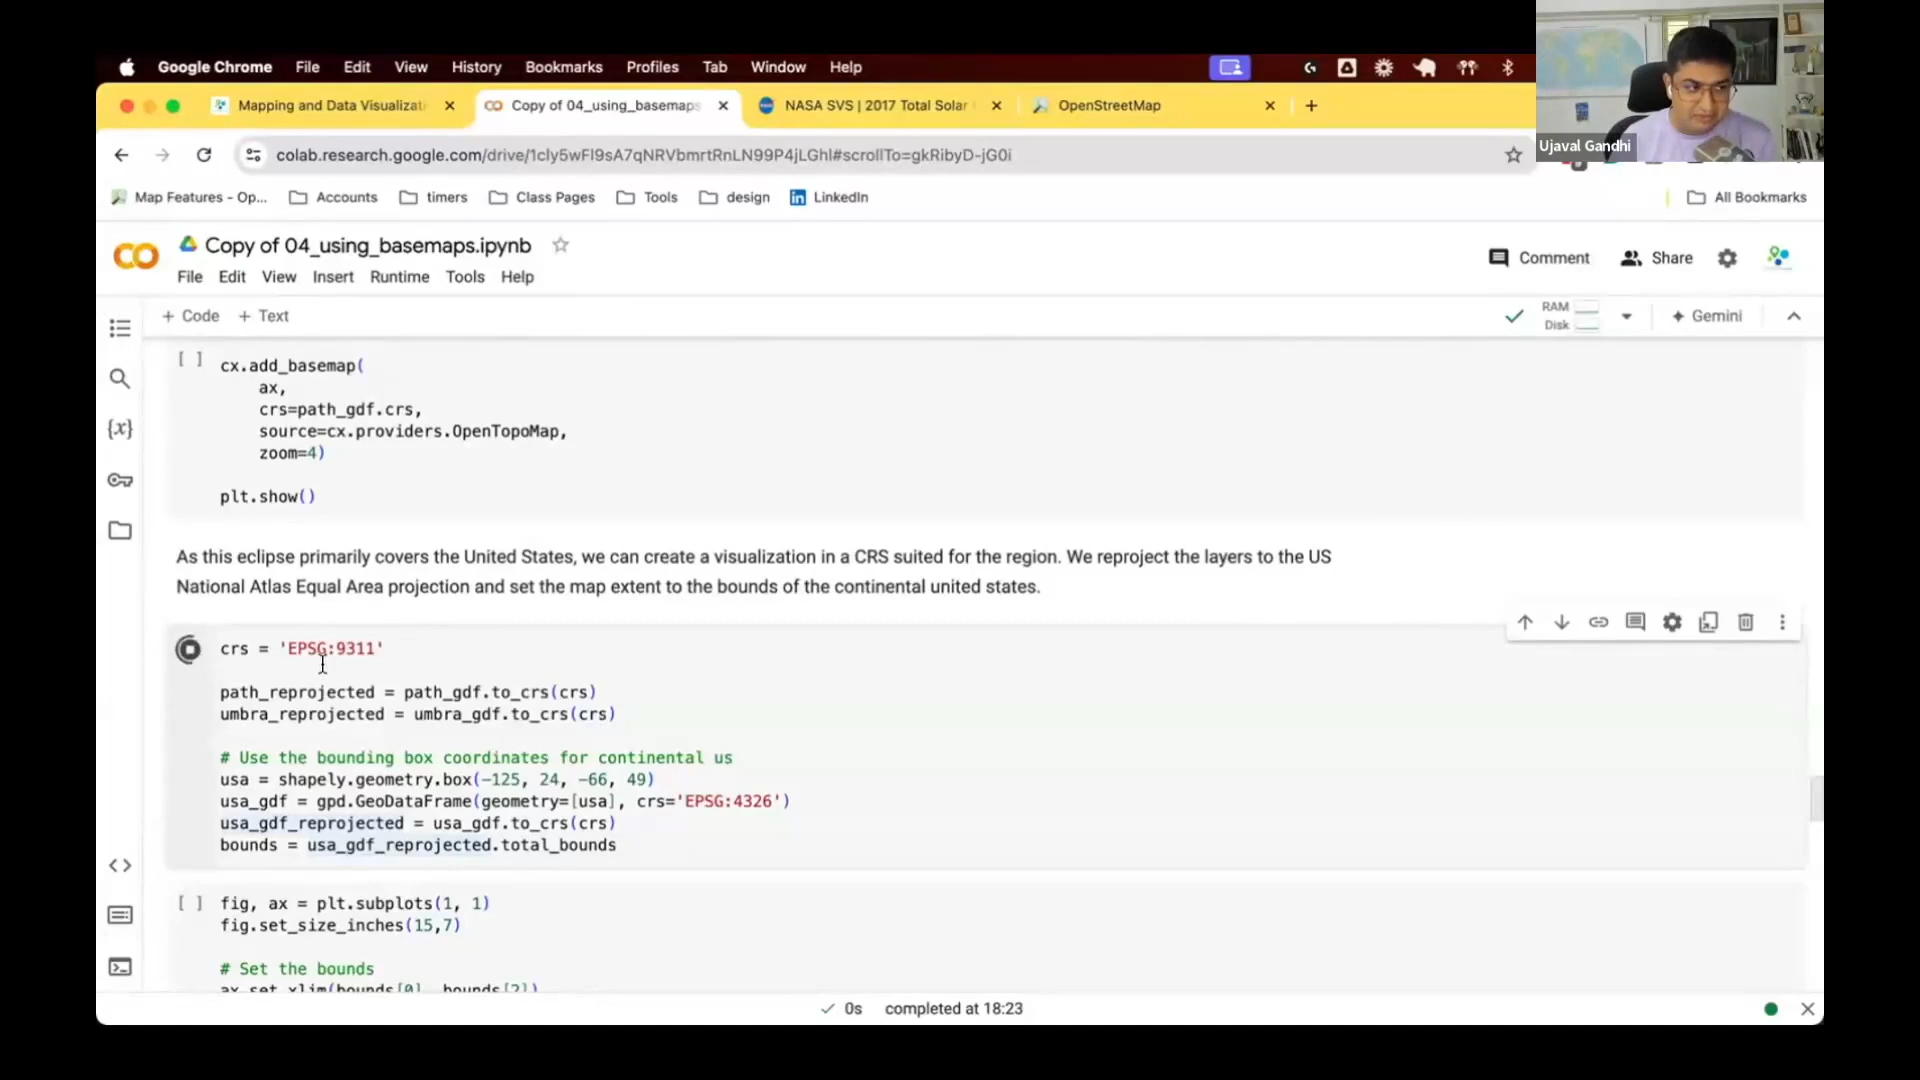 Google Chrome File Edit View History Bookmarks Profiles Tab Window Help
Mapping and Data Visualizati
Copy of 04_using_basemaps
NASA SVS | 2017 Total Solar
OpenStreetMap
Ujaval Gandhi
colab.research.google.com/drive/1cIy5wFl9sA7qNRVbmrtRnLN99P4jLGhl#scrollTo=gkRibyD-jG0i
Map Features - Op...
Accounts
timers
Class Pages
Tools
design
LinkedIn
All Bookmarks
Copy of 04_using_basemaps.ipynb
Comment
Share
File Edit View Insert Runtime Tools Help
+ Code + Text
RAM
Disk
Gemini
[ ] cx.add_basemap(
ax,
crs=path_gdf.crs,
source=cx.providers.OpenTopoMap,
zoom=4)
plt.show()
As this eclipse primarily covers the United States, we can create a visualization in a CRS suited for the region. We reproject the layers to the US
National Atlas Equal Area projection and set the map extent to the bounds of the continental united states.
crs = 'EPSG:9311'
path_reprojected = path_gdf.to_crs(crs)
umbra_reprojected = umbra_gdf.to_crs(crs)
# Use the bounding box coordinates for continental us
usa = shapely.geometry.box(-125, 24, -66, 49)
usa_gdf = gpd.GeoDataFrame(geometry=[usa], crs='EPSG:4326')
usa_gdf_reprojected = usa_gdf.to_crs(crs)
bounds = usa_gdf_reprojected.total_bounds
[ ] fig, ax = plt.subplots(1, 1)
fig.set_size_inches(15,7)
# Set the bounds
ax.set_xlim(bounds[0], bounds[2])
0s completed at 18:23